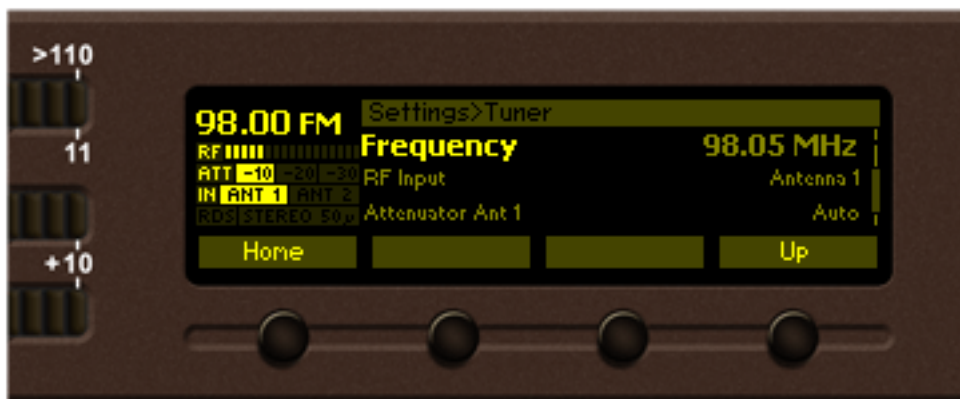 >110
11
+10
98.00 FM
RF
ATT -10 -20 -30
IN ANT 1 ANT 2
RDS STEREO 50µ
Settings>Tuner
Frequency 98.05 MHz
RF Input Antenna 1
Attenuator Ant 1 Auto
Home Up